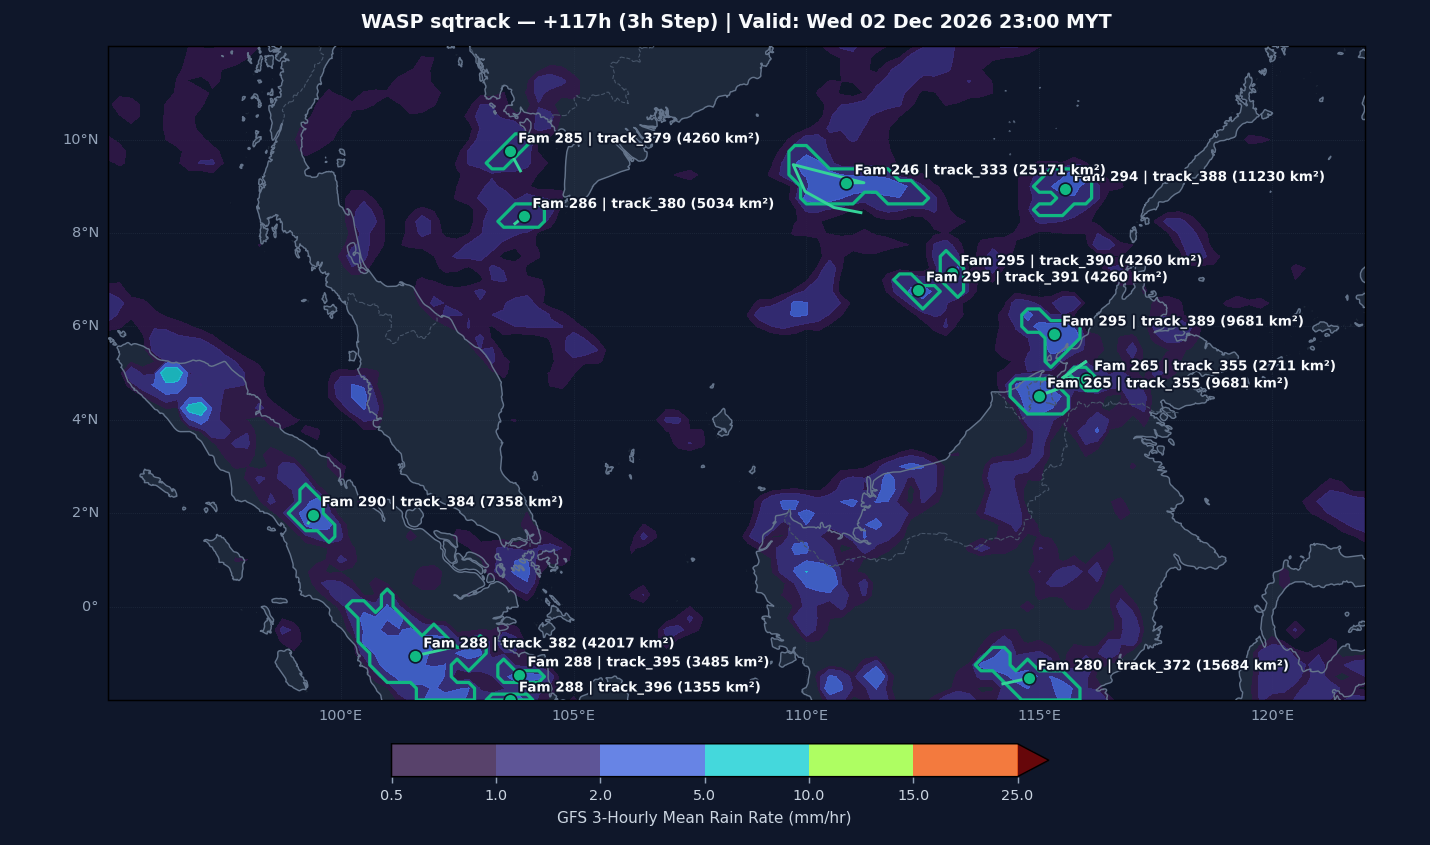 WASP sqtrack — +117h (3h Step) | Valid: Wed 02 Dec 2026 23:00 MYT
10°N
8°N
6°N
4°N
2°N
0°
Fam 285 | track_379 (4260 km²)
Fam 246 | track_333 (25171 km²)
Fam 294 | track_388 (11230 km²)
Fam 286 | track_380 (5034 km²)
Fam 295 | track_390 (4260 km²)
Fam 295 | track_391 (4260 km²)
Fam 295 | track_389 (9681 km²)
Fam 265 | track_355 (2711 km²)
Fam 265 | track_355 (9681 km²)
Fam 290 | track_384 (7358 km²)
Fam 288 | track_382 (42017 km²)
Fam 288 | track_395 (3485 km²)
Fam 280 | track_372 (15684 km²)
Fam 288 | track_396 (1355 km²)
100°E 105°E 110°E 115°E 120°E
0.5 1.0 2.0 5.0 10.0 15.0 25.0
GFS 3-Hourly Mean Rain Rate (mm/hr)